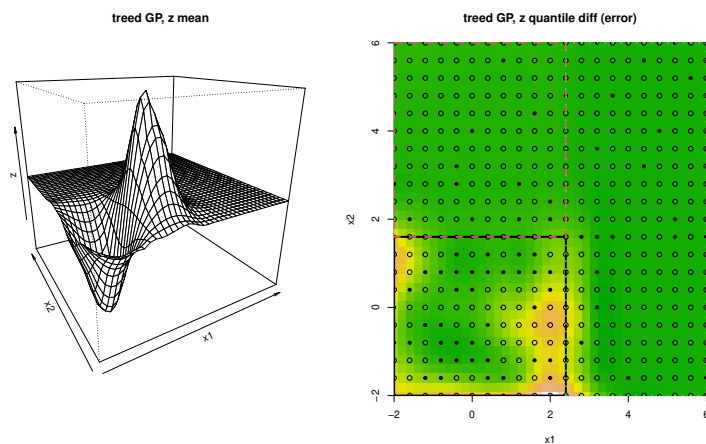 treed GP, z mean
z
x2
x1
treed GP, z quantile diff (error)
x2
6
4
2
0
−2
−2 0 2 4 6
x1